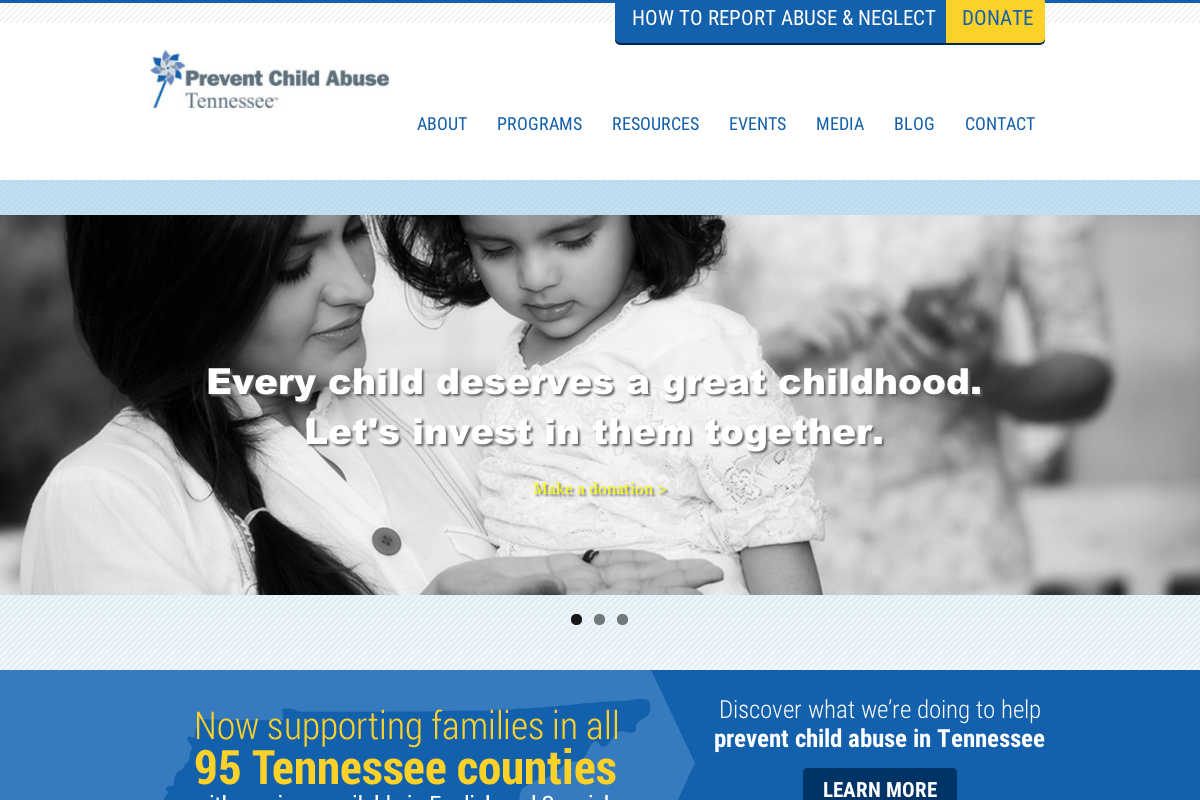 HOW TO REPORT ABUSE & NEGLECT
DONATE
Prevent Child Abuse
Tennessee
ABOUT
PROGRAMS
RESOURCES
EVENTS
MEDIA
BLOG
CONTACT
Every child deserves a great childhood.
Let's invest in them together.
Make a donation >
Now supporting families in all
95 Tennessee counties
Discover what we’re doing to help
prevent child abuse in Tennessee
LEARN MORE